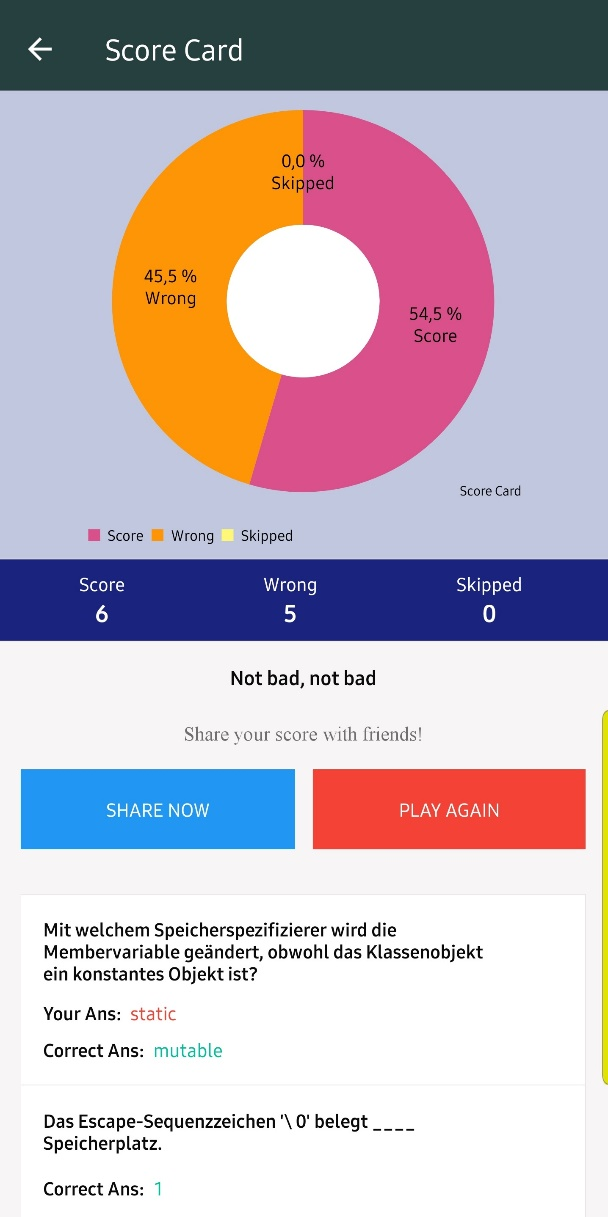 Score Card
0,0 %
Skipped
45,5 %
Wrong
54,5 %
Score
Score Card
Score Wrong Skipped
Score Wrong Skipped
6 5 0
Not bad, not bad
Share your score with friends!
SHARE NOW PLAY AGAIN
Mit welchem Speicherspezifizierer wird die
Membervariable geändert, obwohl das Klassenobjekt
ein konstantes Objekt ist?
Your Ans: static
Correct Ans: mutable
Das Escape-Sequenzzeichen '\ 0' belegt ____
Speicherplatz.
Correct Ans: 1